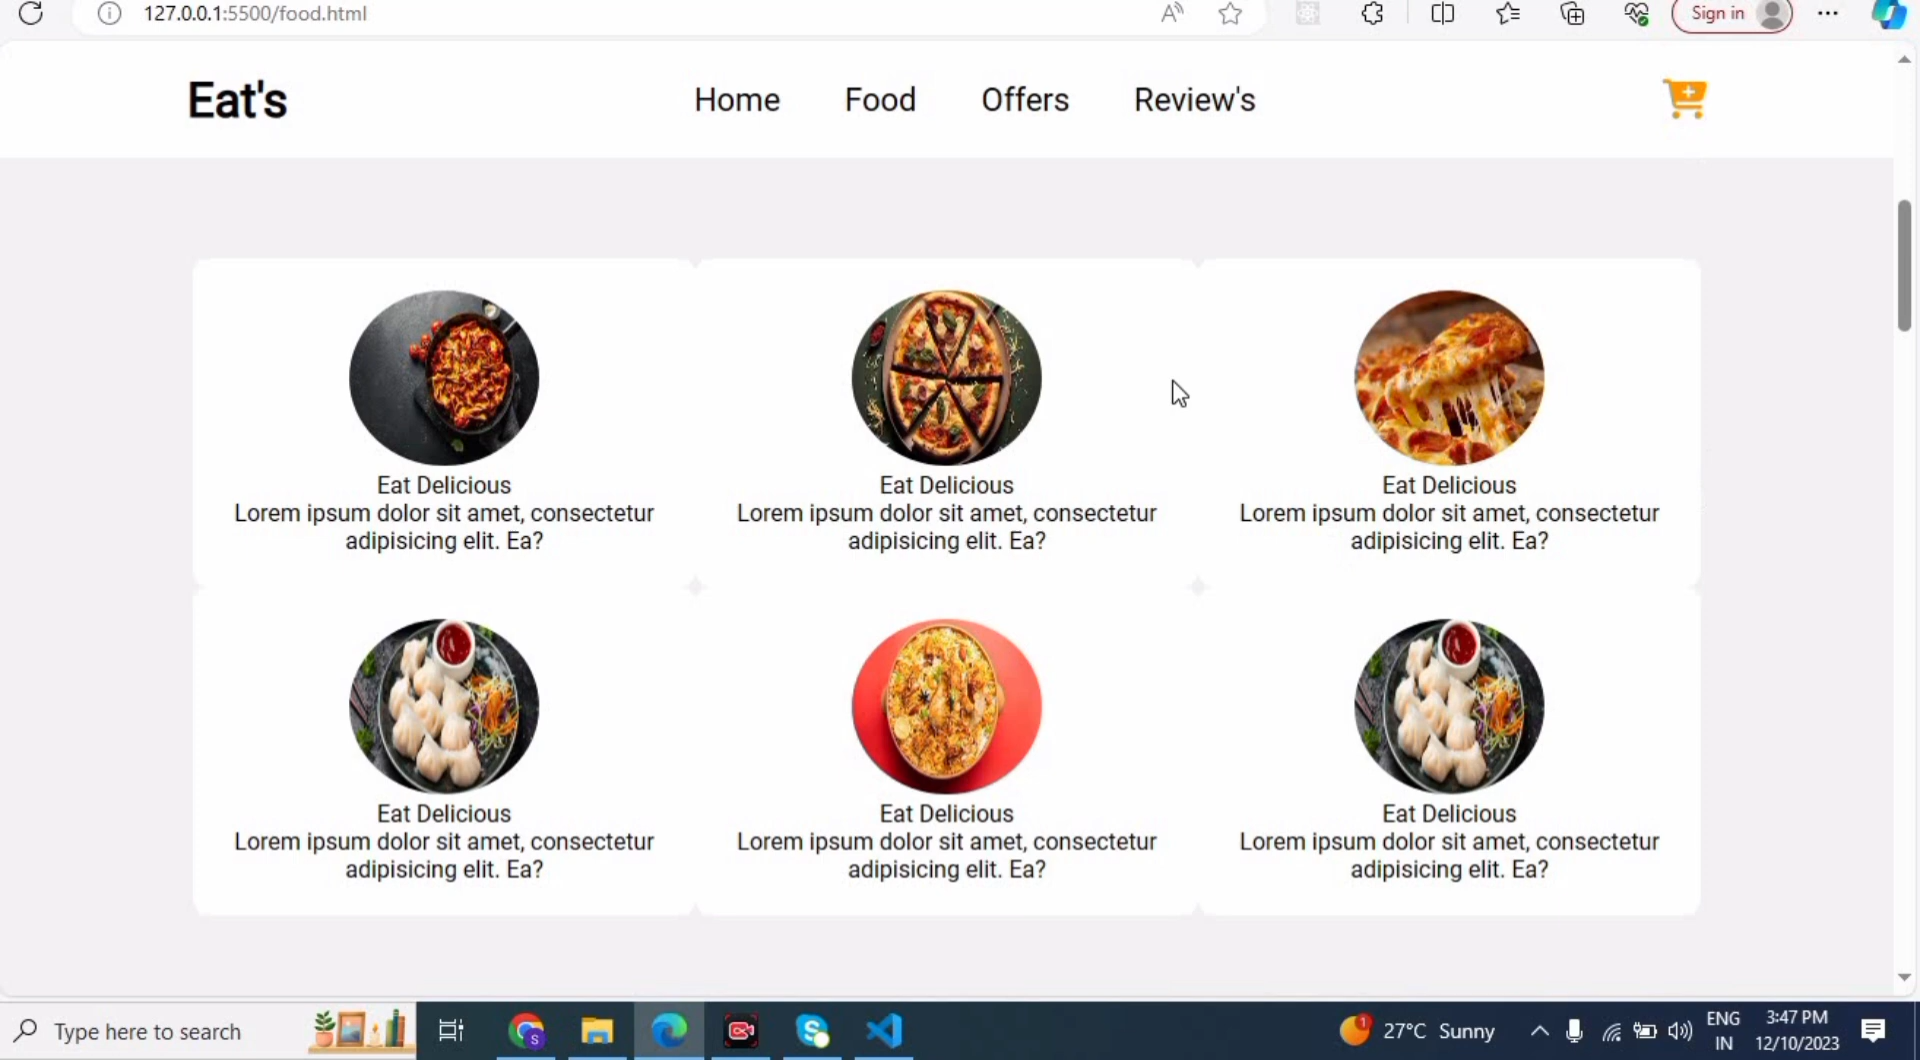 127.0.0.1:5500/food.html
Sign in
Eat's
Home Food Offers Review's
Eat Delicious
Lorem ipsum dolor sit amet, consectetur
adipisicing elit. Ea?
Eat Delicious
Lorem ipsum dolor sit amet, consectetur
adipisicing elit. Ea?
Eat Delicious
Lorem ipsum dolor sit amet, consectetur
adipisicing elit. Ea?
Eat Delicious
Lorem ipsum dolor sit amet, consectetur
adipisicing elit. Ea?
Eat Delicious
Lorem ipsum dolor sit amet, consectetur
adipisicing elit. Ea?
Eat Delicious
Lorem ipsum dolor sit amet, consectetur
adipisicing elit. Ea?
Type here to search
S
1
27°C Sunny
ENG
IN
3:47 PM
12/10/2023